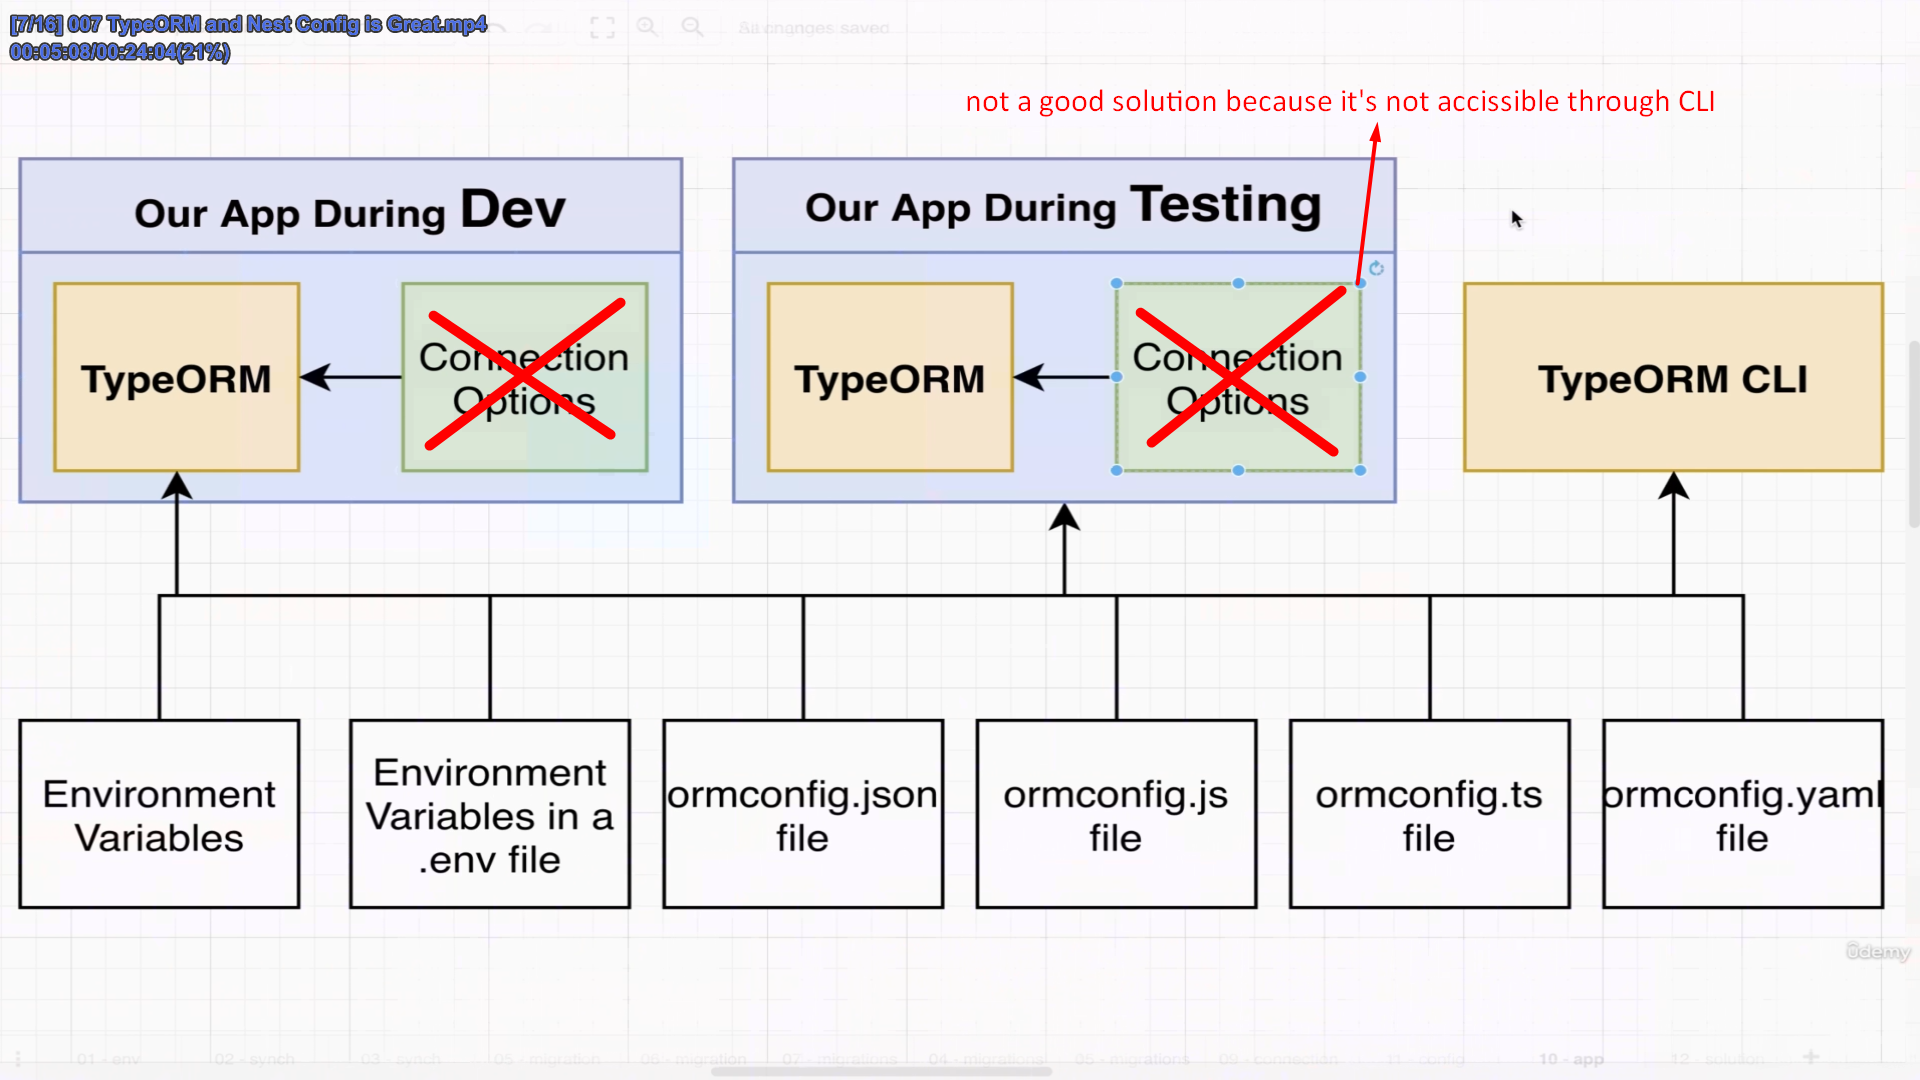 [7/16] 007 TypeORM and Nest Config is Great.mp4
00:05:08/00:24:04(21%)
changes saved
not a good solution because it's not accissible through CLI
Our App During Dev
Our App During Testing
TypeORM
Connection
Options
TypeORM
Connection
Options
TypeORM CLI
Environment
Variables
Environment
Variables in a
.env file
ormconfig.json
file
ormconfig.js
file
ormconfig.ts
file
ormconfig.yaml
file
ûdemy
01 - env
02 - synch
03 - synch
05 - migration
06 - migration
07 - migrations
04 - migrations
05 - migrations
09 - connection
11 - config
10 - app
12 - solution